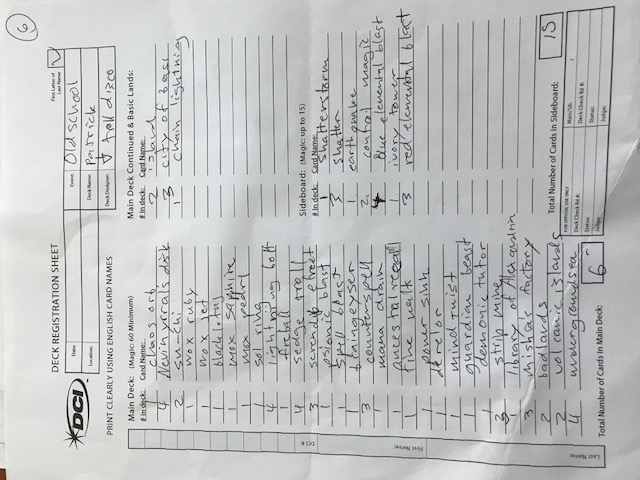 6
DECK REGISTRATION SHEET
First Letter of
Last Name:
DCI
Date:
Location:
Event: Oldschool
Deck Name: Patrick
Deck Designer: troll disco
PRINT CLEARLY USING ENGLISH CARD NAMES
Main Deck: (Magic: 60 Minimum)
# in deck: Card Name:
1 chaos orb
4 Nevinyrrals disk
2 su-chi
1 mox ruby
1 mox jet
1 black lotus
1 mox sapphire
1 mox pearl
1 sol ring
4 lightning bolt
1 fireball
4 sedge troll
3 serendip efreet
1 psionic blast
1 spell blast
1 braingeyser
3 counterspell
1 mana drain
1 ancestral recall
1 time walk
1 power sink
1 derelor
1 mind twist
1 guardian beast
1 demonic tutor
3 strip mine
1 library of Alexandria
3 mishras factory
2 badlands
2 volcanic islands
4 underground sea
Total Number of Cards in Main Deck: 6
Main Deck Continued & Basic Lands:
# in deck: Card Name:
2 island
3 city of brass
1 chain lightning
Sideboard: (Magic: up to 15)
# in deck: Card Name:
1 shatterstorm
3 shatter
1 earthquake
2 control magic
4 Blue elemental blast
1 ivory tower
3 red elemental blast
Total Number of Cards in Sideboard: 15
FOR OFFICIAL USE ONLY
Deck Check Rd #:
Status:
Judge:
Main/SB:
Deck Check Rd #:
Status:
Judge:
DCI #:
First Name:
Last Name: